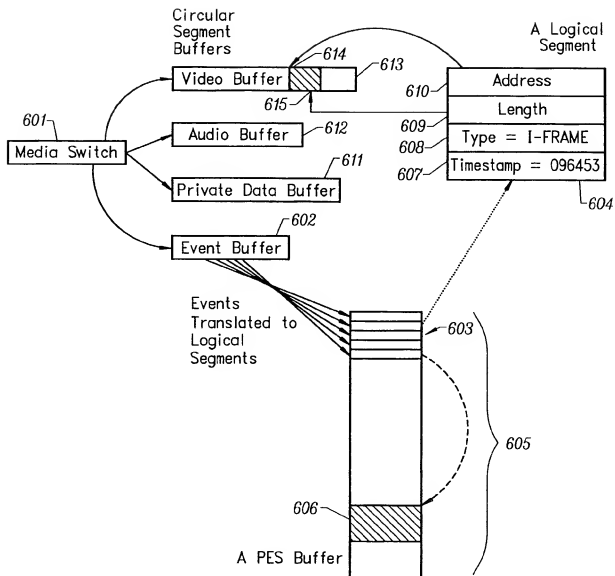 Circular
Segment
Buffers
614
613
Video Buffer
615
A Logical
Segment
610
Address
609
Length
608
Type = I-FRAME
607
Timestamp = 096453
604
601
Media Switch
Audio Buffer
612
611
Private Data Buffer
602
Event Buffer
Events
Translated to
Logical
Segments
603
605
606
A PES Buffer